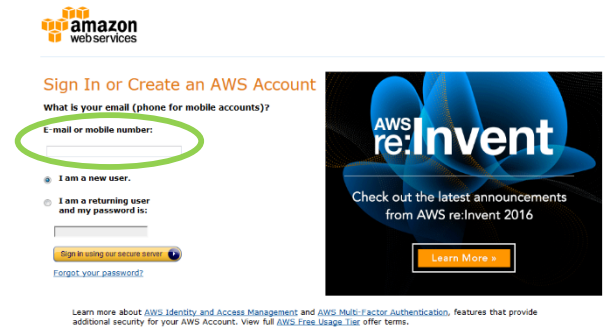 amazon
webservices
Sign In or Create an AWS Account
What is your email (phone for mobile accounts)?
E-mail or mobile number:
I am a new user.
I am a returning user
and my password is:
Sign in using our secure server
Forgot your password?
AWS
re:Invent
Check out the latest announcements
from AWS re:Invent 2016
Learn More »
Learn more about AWS Identity and Access Management and AWS Multi-Factor Authentication, features that provide
additional security for your AWS Account. View full AWS Free Usage Tier offer terms.